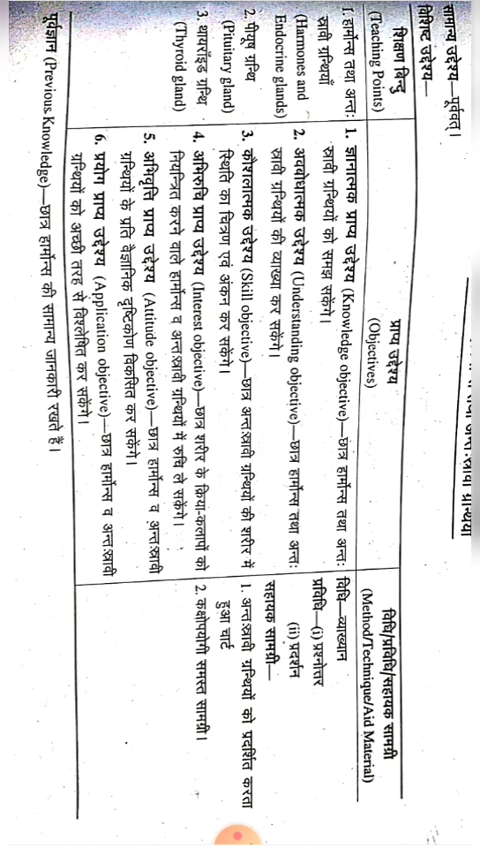 सामान्य उद्देश्य—पूर्ववत्।
विशिष्ट उद्देश्य—
शिक्षण बिन्दु
(Teaching Points)
प्राप्य उद्देश्य
(Objectives)
विधि/प्रविधि/सहायक सामग्री
(Method/Technique/Aid Material)
1. हार्मोन्स तथा अन्तः
स्रावी ग्रन्थियाँ
(Harmones and
Endocrine glands)
2. पीयूष ग्रन्थि
(Pituitary gland)
3. थायरॉइड ग्रन्थि
(Thyroid gland)
1. ज्ञानात्मक प्राप्य उद्देश्य (Knowledge objective)—छात्र हार्मोन्स तथा अन्तः
स्रावी ग्रन्थियों को समझ सकेंगे।
2. अवबोधात्मक उद्देश्य (Understanding objective)—छात्र हार्मोन्स तथा अन्तः
स्रावी ग्रन्थियों की व्याख्या कर सकेंगे।
3. कौशलात्मक उद्देश्य (Skill objective)—छात्र अन्तःस्रावी ग्रन्थियों की शरीर में
स्थिति का चित्रण एवं अंकन कर सकेंगे।
4. अभिरुचि प्राप्य उद्देश्य (Interest objective)—छात्र शरीर के क्रिया-कलापों को
नियन्त्रित करने वाले हार्मोन्स व अन्तःस्रावी ग्रन्थियों में रुचि ले सकेंगे।
5. अभिवृत्ति प्राप्य उद्देश्य (Attitude objective)—छात्र हार्मोन्स व अन्तःस्रावी
ग्रन्थियों के प्रति वैज्ञानिक दृष्टिकोण विकसित कर सकेंगे।
6. प्रयोग प्राप्य उद्देश्य (Application objective)—छात्र हार्मोन्स व अन्तःस्रावी
ग्रन्थियों को अच्छी तरह से विश्लेषित कर सकेंगे।
विधि—व्याख्यान
प्रविधि—(i) प्रश्नोत्तर
(ii) प्रदर्शन
सहायक सामग्री—
1. अन्तःस्रावी ग्रन्थियों को प्रदर्शित करता
हुआ चार्ट
2. कक्षोपयोगी समस्त सामग्री।
पूर्वज्ञान (Previous Knowledge)—छात्र हार्मोन्स की सामान्य जानकारी रखते हैं।